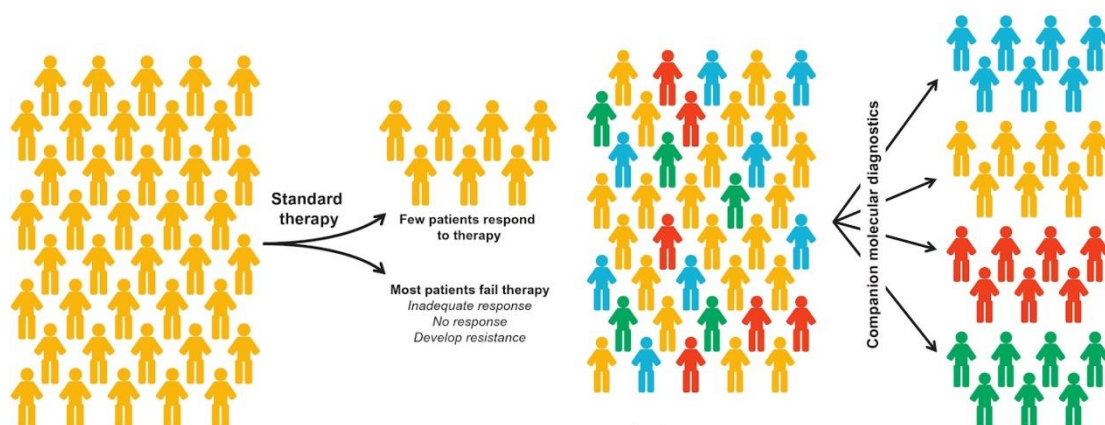 Standard
therapy
Few patients respond
to therapy
Most patients fail therapy
Inadequate response
No response
Develop resistance
Companion molecular diagnostics